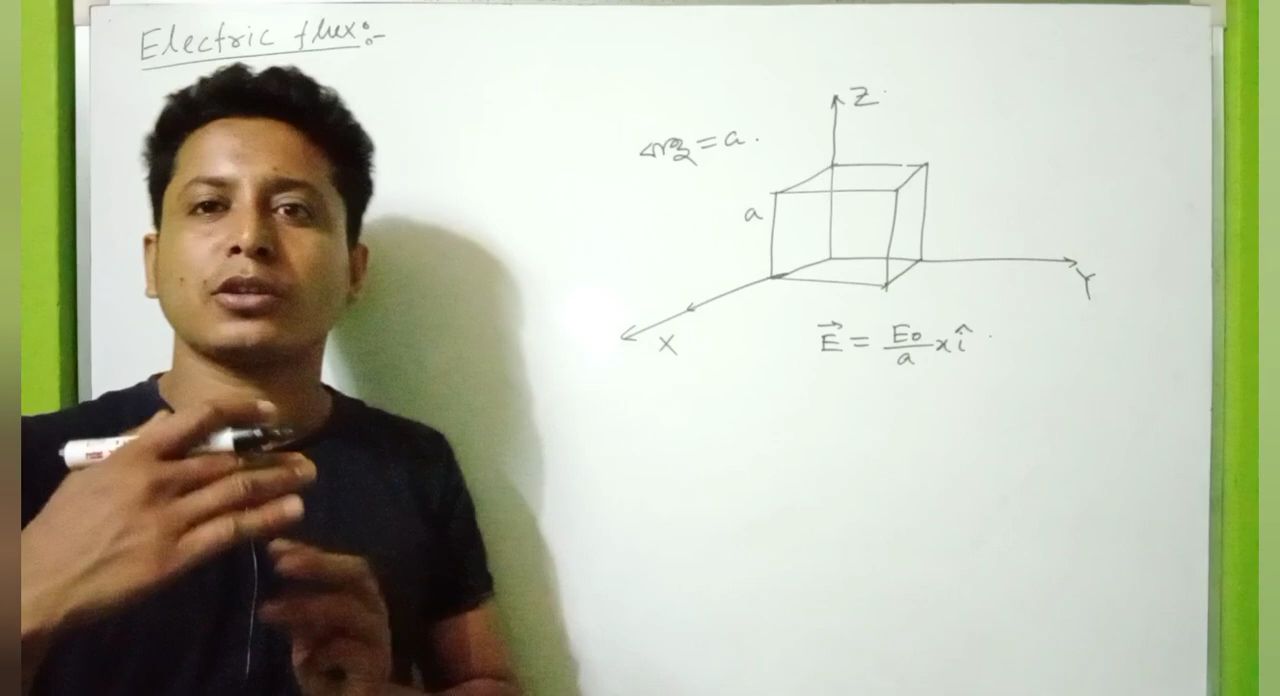 Electric flux:-
Z
= a.
a
Y
X
E⃗ = E₀/a x î